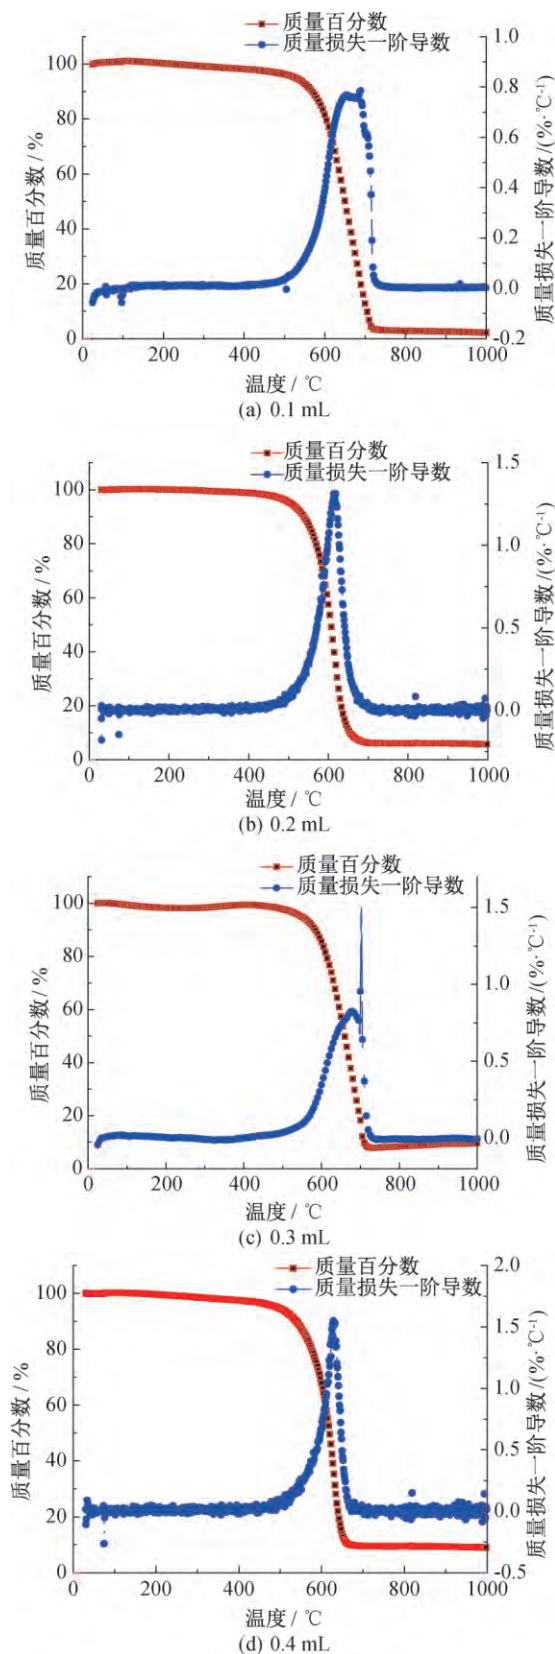 质量百分数
质量损失一阶导数
质量百分数 / %
质量损失一阶导数 /(%·℃⁻¹)
100
80
60
40
20
0
1.0
0.8
0.6
0.4
0.2
0.0
-0.2
0 200 400 600 800 1000
温度 / ℃
(a) 0.1 mL
质量百分数
质量损失一阶导数
质量百分数 / %
质量损失一阶导数 /(%·℃⁻¹)
100
80
60
40
20
0
1.5
1.0
0.5
0.0
0 200 400 600 800 1000
温度 / ℃
(b) 0.2 mL
质量百分数
质量损失一阶导数
质量百分数 / %
质量损失一阶导数 /(%·℃⁻¹)
100
80
60
40
20
0
1.5
1.0
0.5
0.0
0 200 400 600 800 1000
温度 / ℃
(c) 0.3 mL
质量百分数
质量损失一阶导数
质量百分数 / %
质量损失一阶导数 /(%·℃⁻¹)
100
80
60
40
20
0
2.0
1.5
1.0
0.5
0.0
-0.5
0 200 400 600 800 1000
温度 / ℃
(d) 0.4 mL